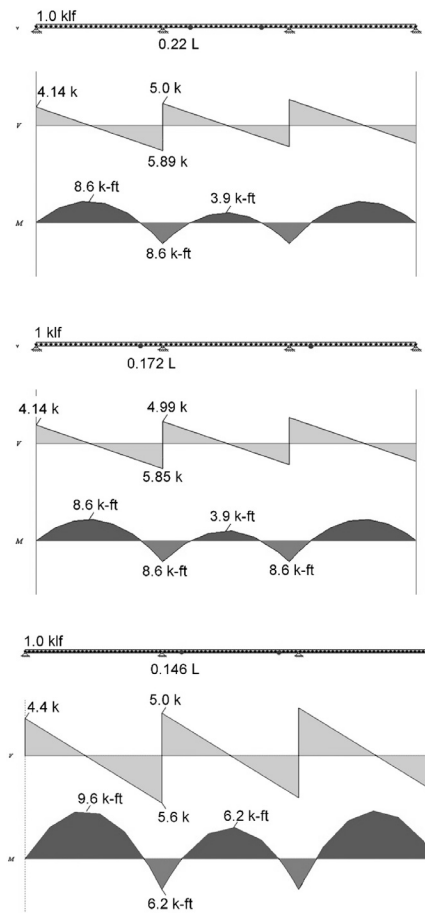 1.0 klf
0.22 L
4.14 k
5.0 k
V
5.89 k
8.6 k-ft
3.9 k-ft
M
8.6 k-ft
1 klf
0.172 L
4.14 k
4.99 k
V
5.85 k
8.6 k-ft
3.9 k-ft
M
8.6 k-ft 8.6 k-ft
1.0 klf
0.146 L
4.4 k
5.0 k
V
5.6 k
9.6 k-ft
6.2 k-ft
M
6.2 k-ft